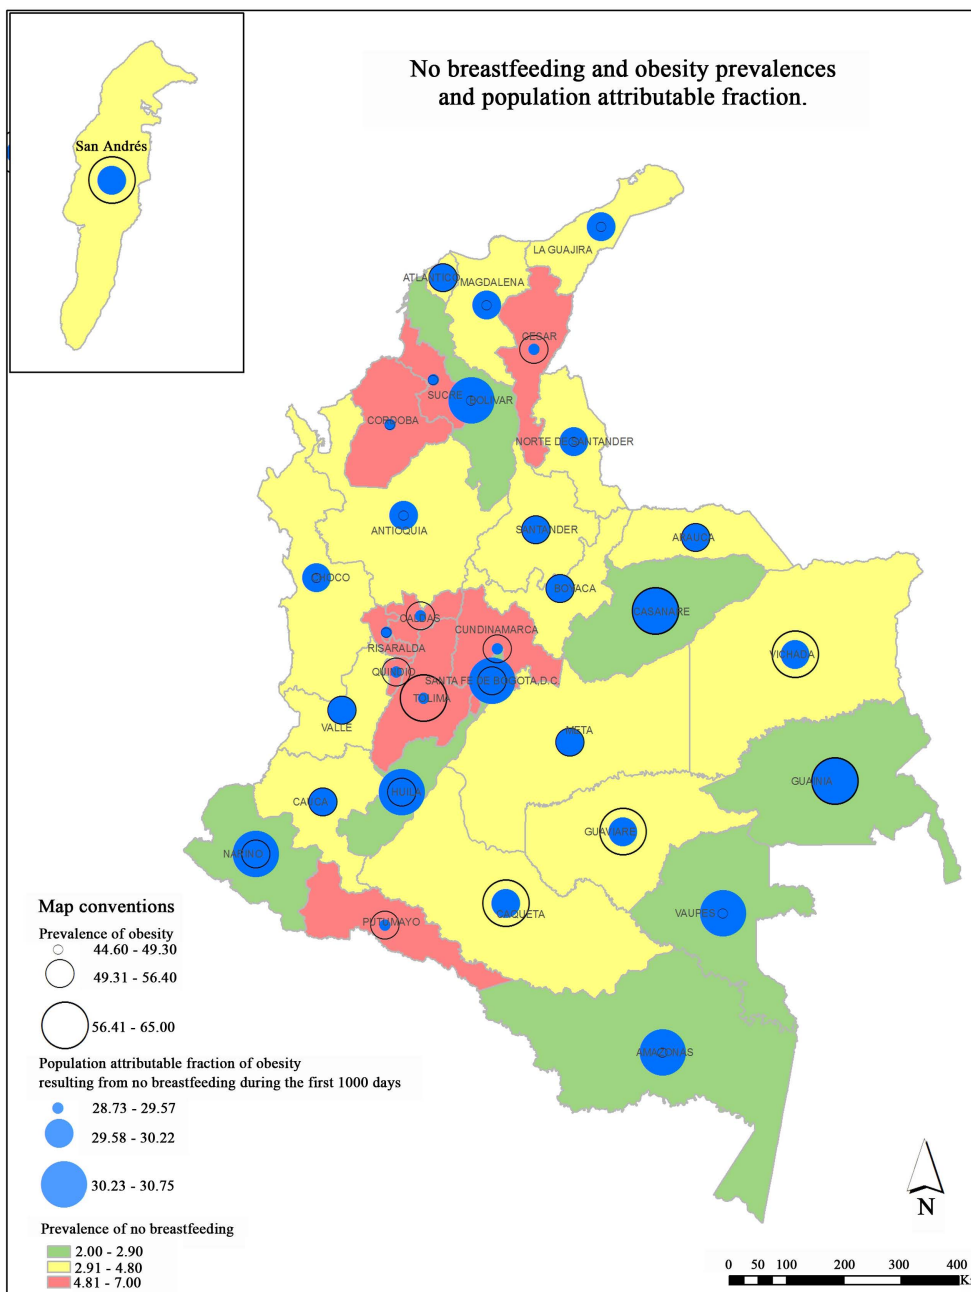 No breastfeeding and obesity prevalences
and population attributable fraction.
San Andrés
LA GUAJIRA
ATLANTICO
MAGDALENA
CESAR
SUCRE
BOLIVAR
CORDOBA
NORTE DE SANTANDER
ANTIOQUIA
SANTANDER
ARAUCA
CHOCO
BOYACA
CASANARE
CALDAS
CUNDINAMARCA
RISARALDA
VICHADA
QUINDIO
SANTA FE DE BOGOTA,D.C.
TOLIMA
VALLE
META
GUAINIA
HUILA
CAUCA
GUAVIARE
NARIÑO
VAUPES
CAQUETA
PUTUMAYO
AMAZONAS
Map conventions
Prevalence of obesity
44.60 - 49.30
49.31 - 56.40
56.41 - 65.00
Population attributable fraction of obesity
resulting from no breastfeeding during the first 1000 days
28.73 - 29.57
29.58 - 30.22
30.23 - 30.75
Prevalence of no breastfeeding
2.00 - 2.90
2.91 - 4.80
4.81 - 7.00
N
0 50 100 200 300 400
K